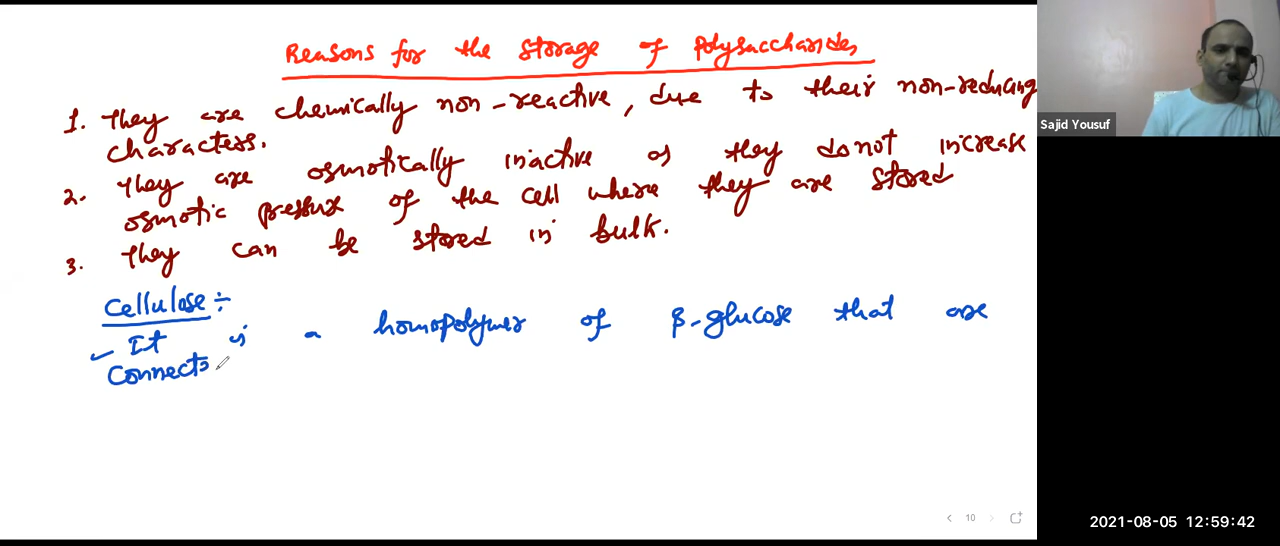 Reasons for the storage of Polysaccharides
1. They are chemically non-reactive, due to their non-reducing
characters.
2. They are osmotically inactive as they do not increase
osmotic pressure of the cell where they are stored
3. They can be stored in bulk.
Cellulose:-
It is a homopolymer of β-glucose that are
Connects
Sajid Yousuf
10
2021-08-05 12:59:42